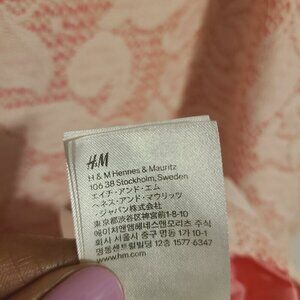 H&M
H & M Hennes & Mauritz
106 38 Stockholm, Sweden
エイチ・アンド・エム
ヘネス・アンド・マウリッツ
・ジャパン株式会社
東京都渋谷区神宮前1-8-10
에이치앤엠헤네스앤모리츠 주식
회사 서울시 중구 명동 1가 10-1
명동센트럴빌딩 12층 1577-6347
www.hm.com